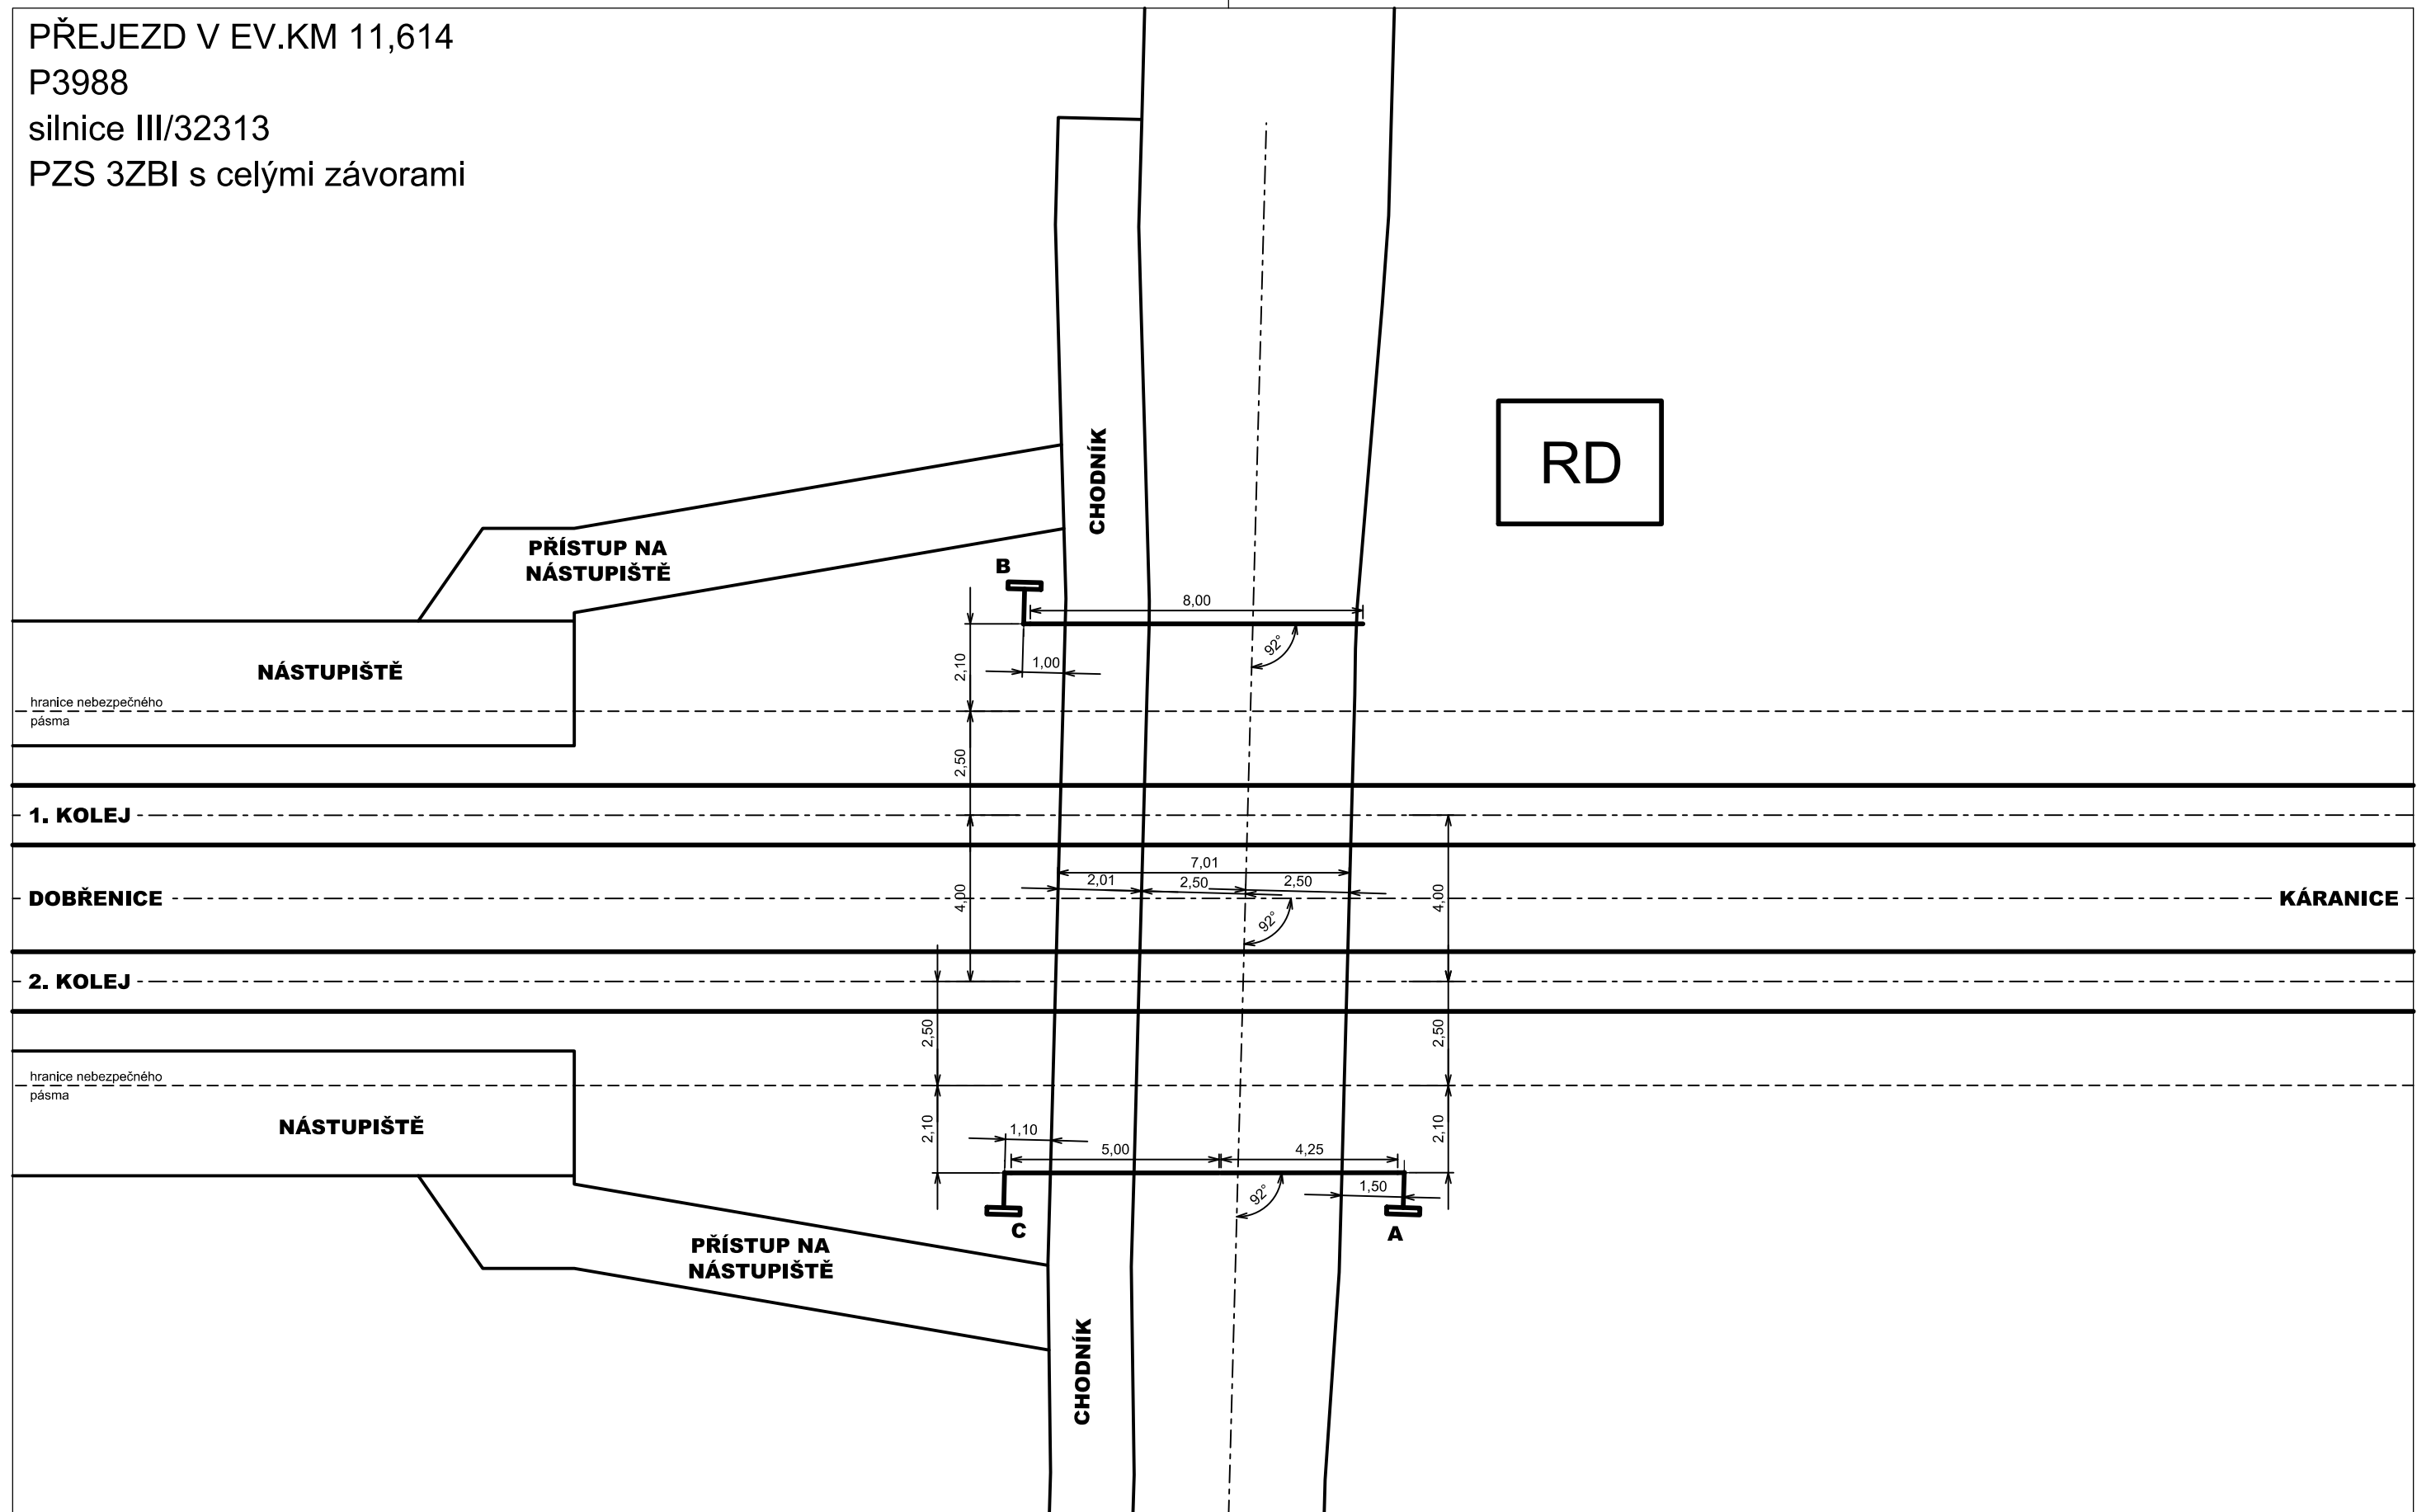 PŘEJEZD V EV.KM 11,614
P3988
silnice III/32313
PZS 3ZBI s celými závorami
RD
CHODNÍK
PŘÍSTUP NA
NÁSTUPIŠTĚ
B
8,00
92°
2,10
1,00
NÁSTUPIŠTĚ
hranice nebezpečného
pásma
2,50
1. KOLEJ
7,01
2,01
2,50
2,50
4,00
4,00
DOBŘENICE
KÁRANICE
92°
2. KOLEJ
2,50
2,50
hranice nebezpečného
pásma
NÁSTUPIŠTĚ
2,10
2,10
1,10
5,00
4,25
92°
1,50
C
A
PŘÍSTUP NA
NÁSTUPIŠTĚ
CHODNÍK